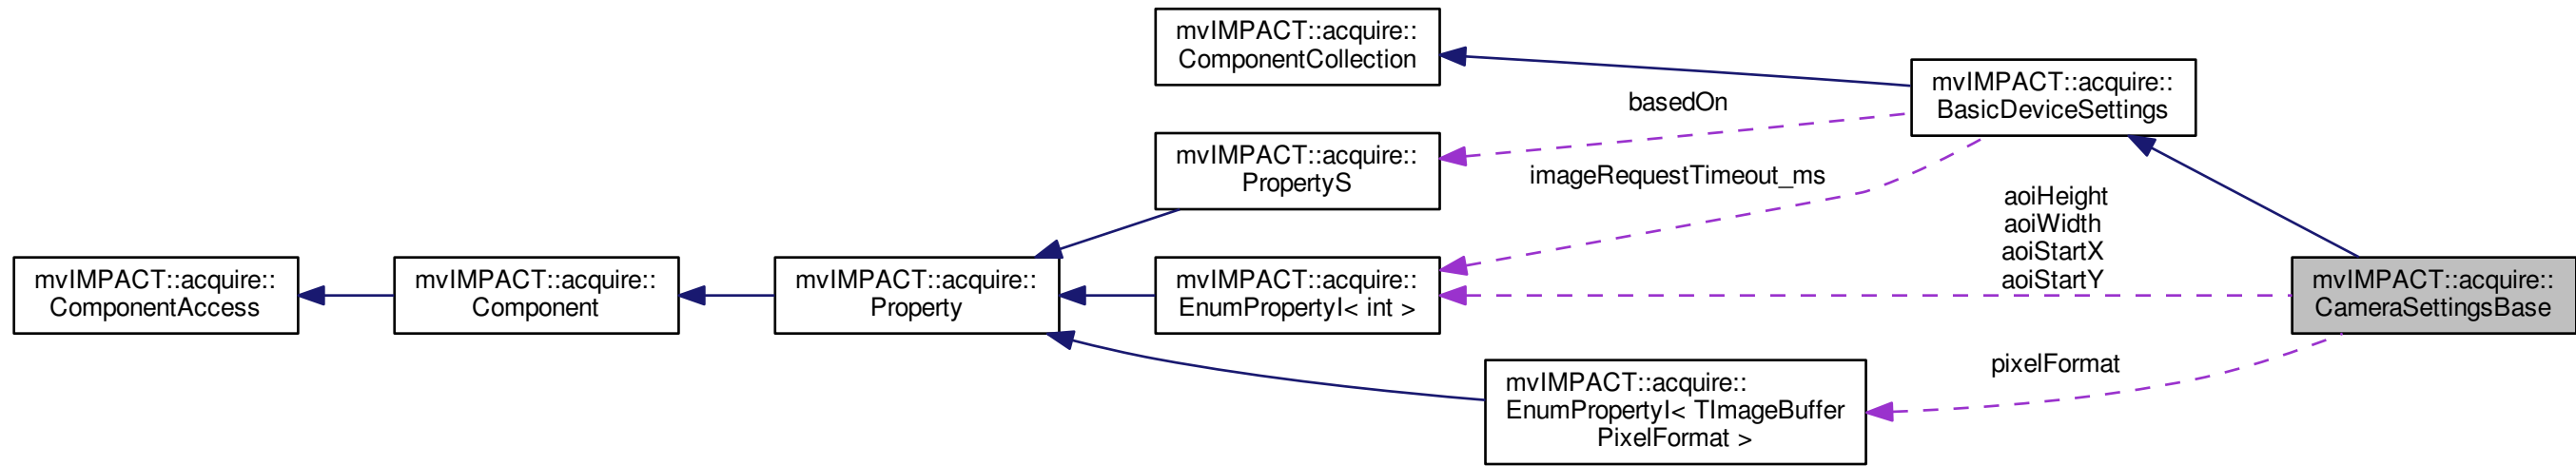 mvIMPACT::acquire::
ComponentCollection
mvIMPACT::acquire::
BasicDeviceSettings
basedOn
mvIMPACT::acquire::
PropertyS
imageRequestTimeout_ms
aoiHeight
aoiWidth
aoiStartX
aoiStartY
mvIMPACT::acquire::
ComponentAccess
mvIMPACT::acquire::
Component
mvIMPACT::acquire::
Property
mvIMPACT::acquire::
EnumPropertyI< int >
mvIMPACT::acquire::
CameraSettingsBase
pixelFormat
mvIMPACT::acquire::
EnumPropertyI< TImageBuffer
PixelFormat >